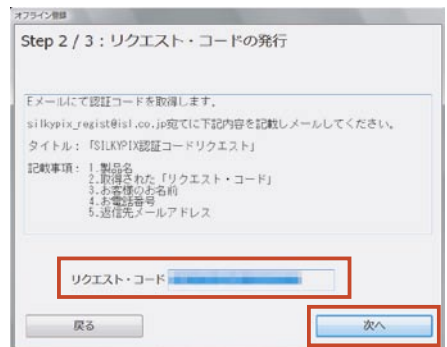 オフライン登録
Step 2 / 3：リクエスト・コードの発行
Eメールにて認証コードを取得します。
silkypix_regist@isl.co.jp宛てに下記内容を記載しメールしてください。
タイトル：「SILKYPIX認証コードリクエスト」
記載事項： 1.製品名
2.取得された「リクエスト・コード」
3.お客様のお名前
4.お電話番号
5.返信先メールアドレス
リクエスト・コード
戻る
次へ